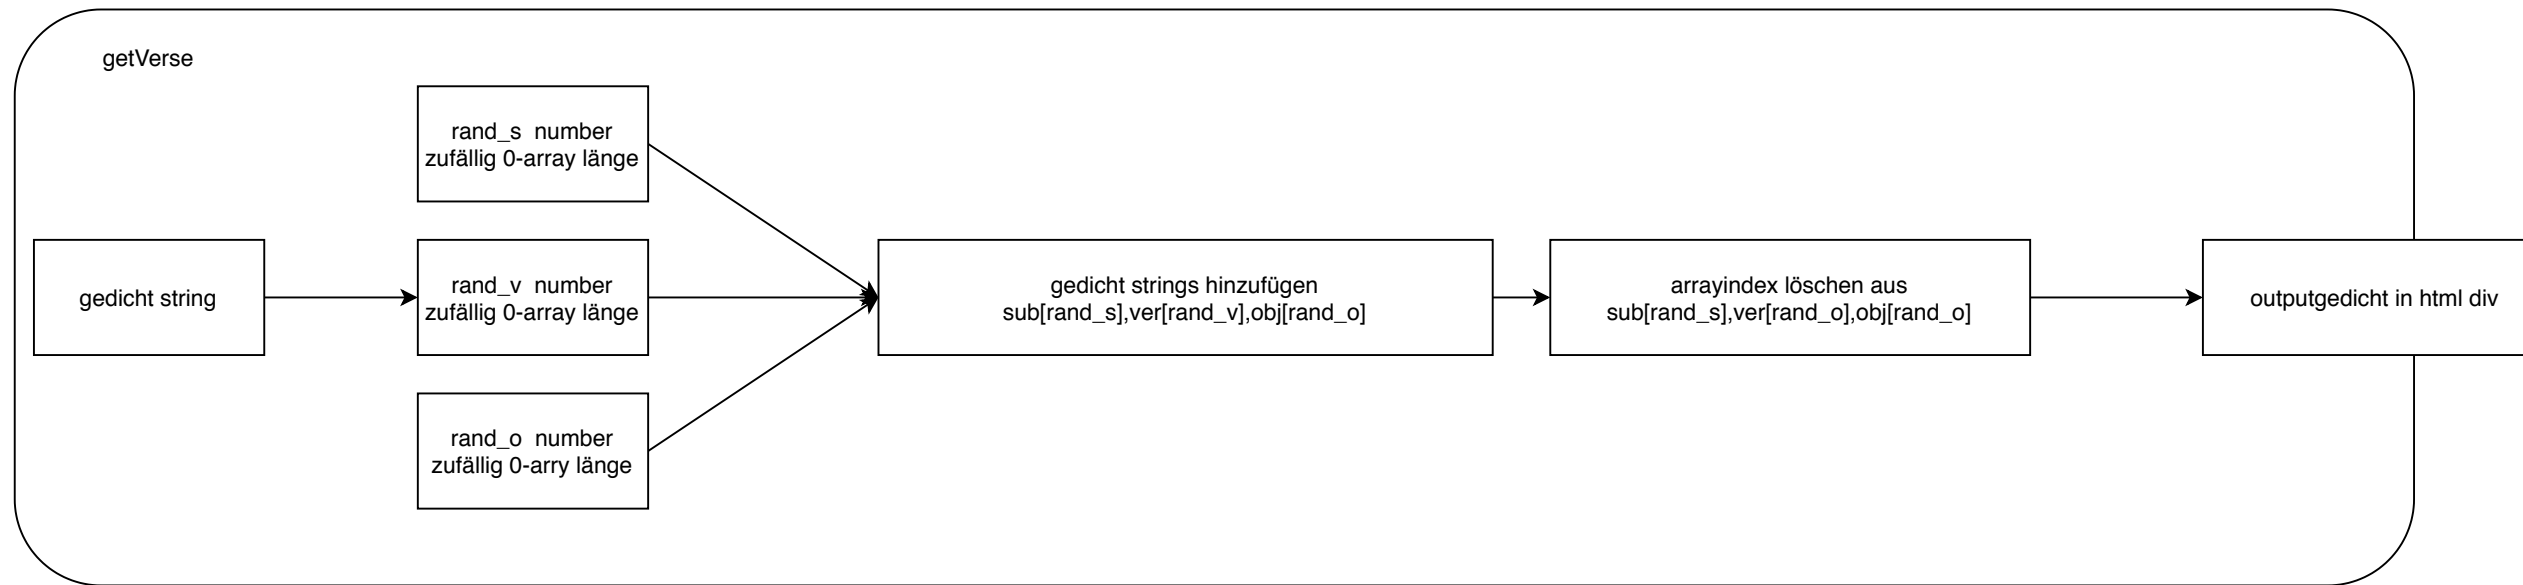 getVerse
rand_s  number
zufällig 0-array länge
gedicht string
rand_v  number
zufällig 0-array länge
rand_o  number
zufällig 0-arry länge
gedicht strings hinzufügen
sub[rand_s],ver[rand_v],obj[rand_o]
arrayindex löschen aus
sub[rand_s],ver[rand_o],obj[rand_o]
outputgedicht in html div